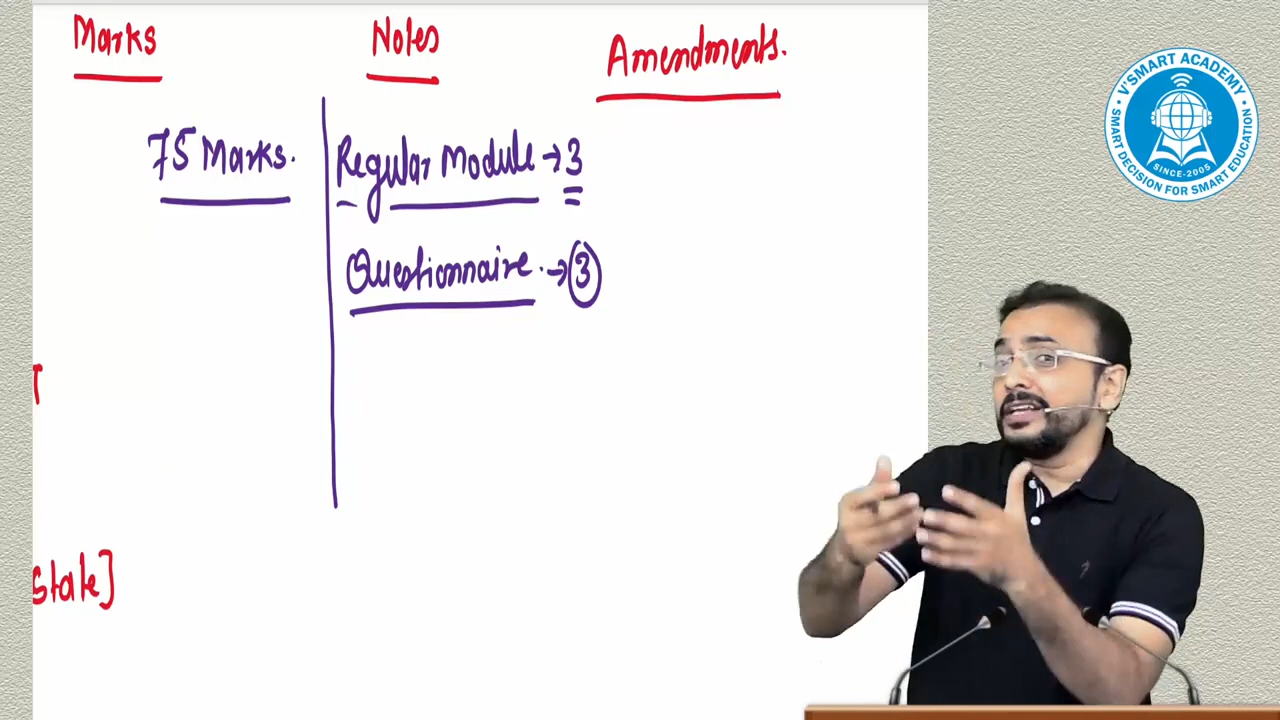 Marks Notes Amendments.
75 Marks. Regular Module → 3
Questionnaire. → 3
State]
V'SMART ACADEMY
SINCE-2005
SMART DECISION FOR SMART EDUCATION